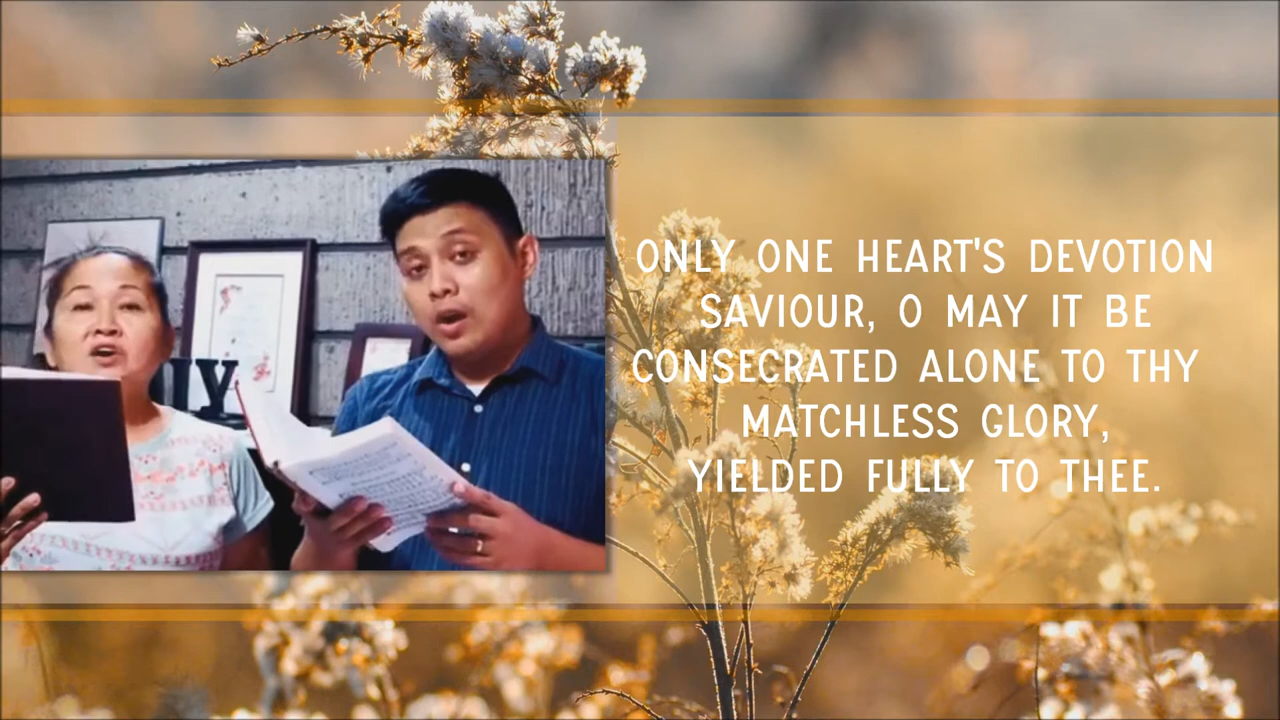 ONLY ONE HEART'S DEVOTION
SAVIOUR, O MAY IT BE
CONSECRATED ALONE TO THY
MATCHLESS GLORY,
YIELDED FULLY TO THEE.